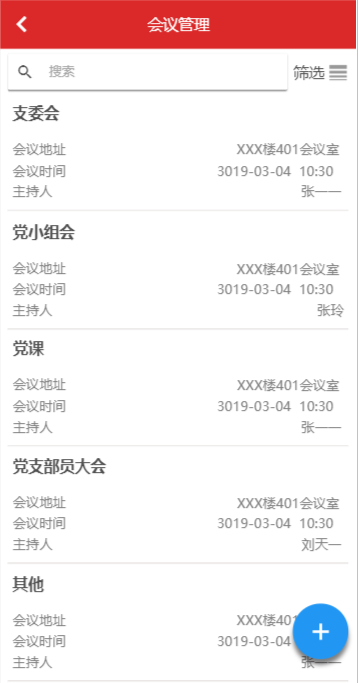 会议管理
搜索 筛选
支委会
会议地址 XXX楼401会议室
会议时间 3019-03-04 10:30
主持人 张一一
党小组会
会议地址 XXX楼401会议室
会议时间 3019-03-04 10:30
主持人 张玲
党课
会议地址 XXX楼401会议室
会议时间 3019-03-04 10:30
主持人 张一一
党支部员大会
会议地址 XXX楼401会议室
会议时间 3019-03-04 10:30
主持人 刘天一
其他
会议地址 XXX楼401
会议时间 3019-03-04
主持人 张一一